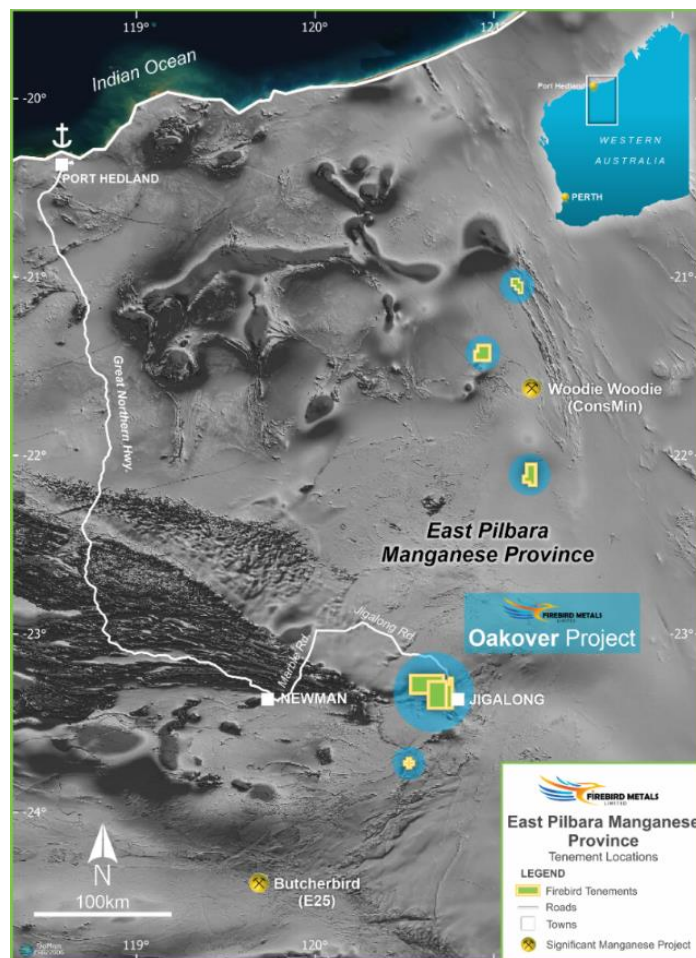 119°
120°
121°
Indian Ocean
-20°
Port Hedland
WESTERN
AUSTRALIA
PERTH
PORT HEDLAND
-21°
Great Northern Hwy.
Woodie Woodie
(ConsMin)
-22°
East Pilbara
Manganese Province
FIREBIRD METALS
LIMITED
Oakover Project
-23°
Jigalong Rd.
Marble Rd.
NEWMAN
JIGALONG
-24°
N
100km
Butcherbird
(E25)
FIREBIRD METALS
LIMITED
East Pilbara Manganese
Province
Tenement Locations
LEGEND
Firebird Tenements
Roads
Towns
Significant Manganese Project
119°
120°